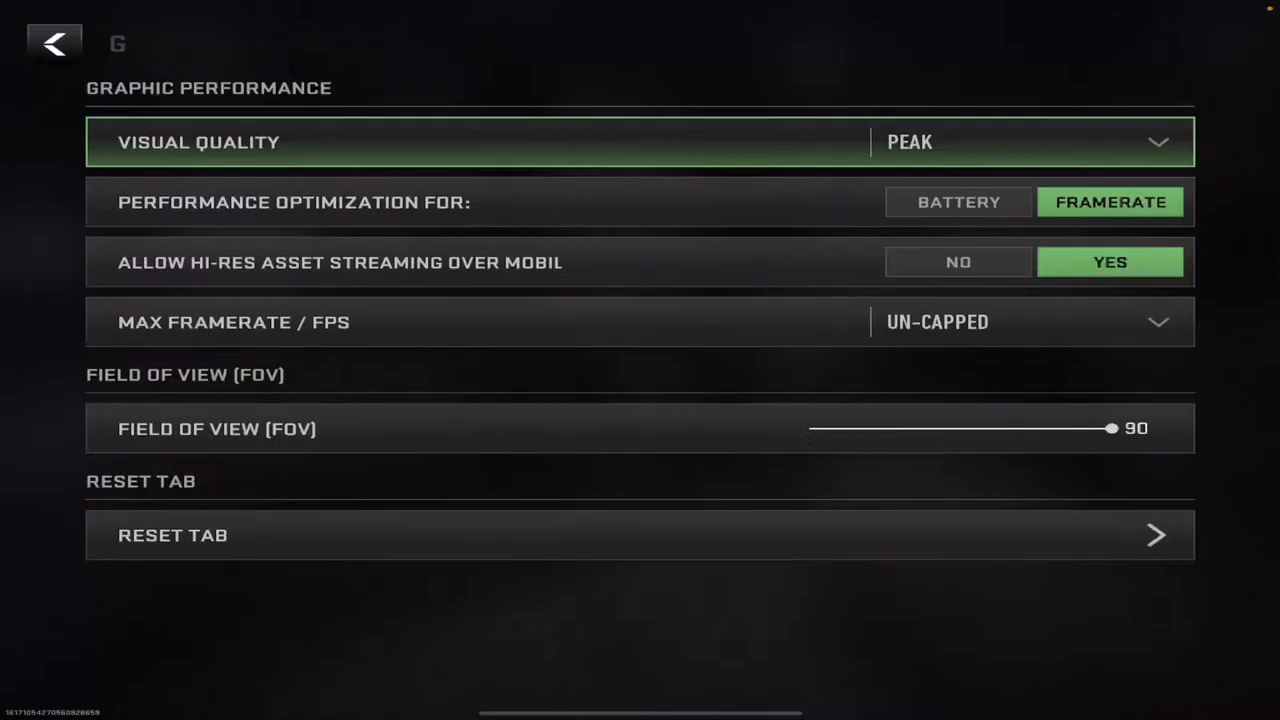 G
GRAPHIC PERFORMANCE
VISUAL QUALITY PEAK
PERFORMANCE OPTIMIZATION FOR: BATTERY FRAMERATE
ALLOW HI-RES ASSET STREAMING OVER MOBIL NO YES
MAX FRAMERATE / FPS UN-CAPPED
FIELD OF VIEW (FOV)
FIELD OF VIEW (FOV) 90
RESET TAB
RESET TAB